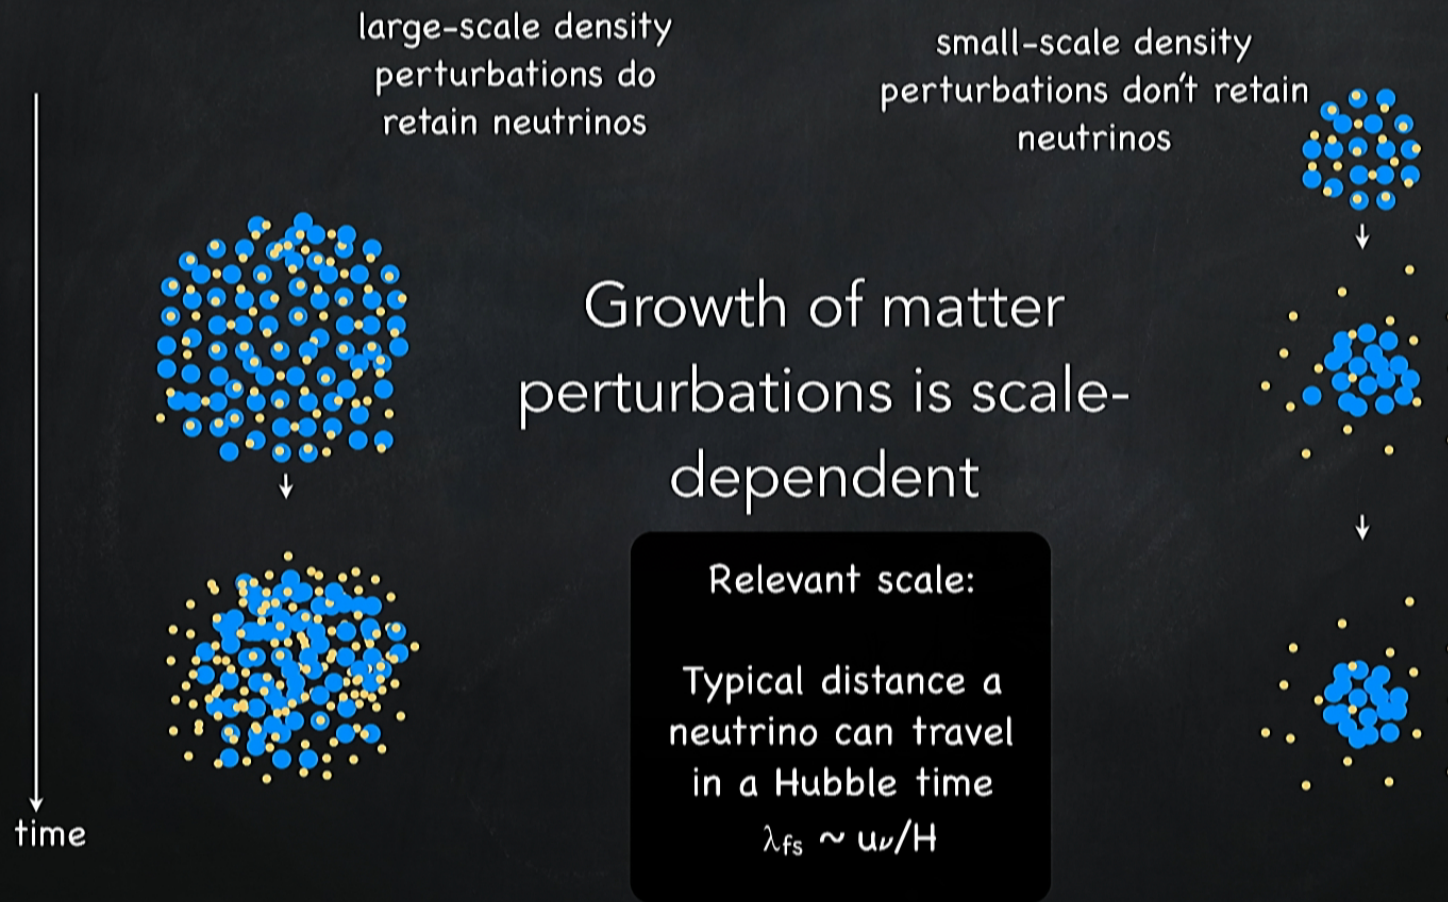 large-scale density
perturbations do
retain neutrinos
small-scale density
perturbations don't retain
neutrinos
Growth of matter
perturbations is scale-
dependent
Relevant scale:
Typical distance a
neutrino can travel
in a Hubble time
λfs ~ uν/H
time